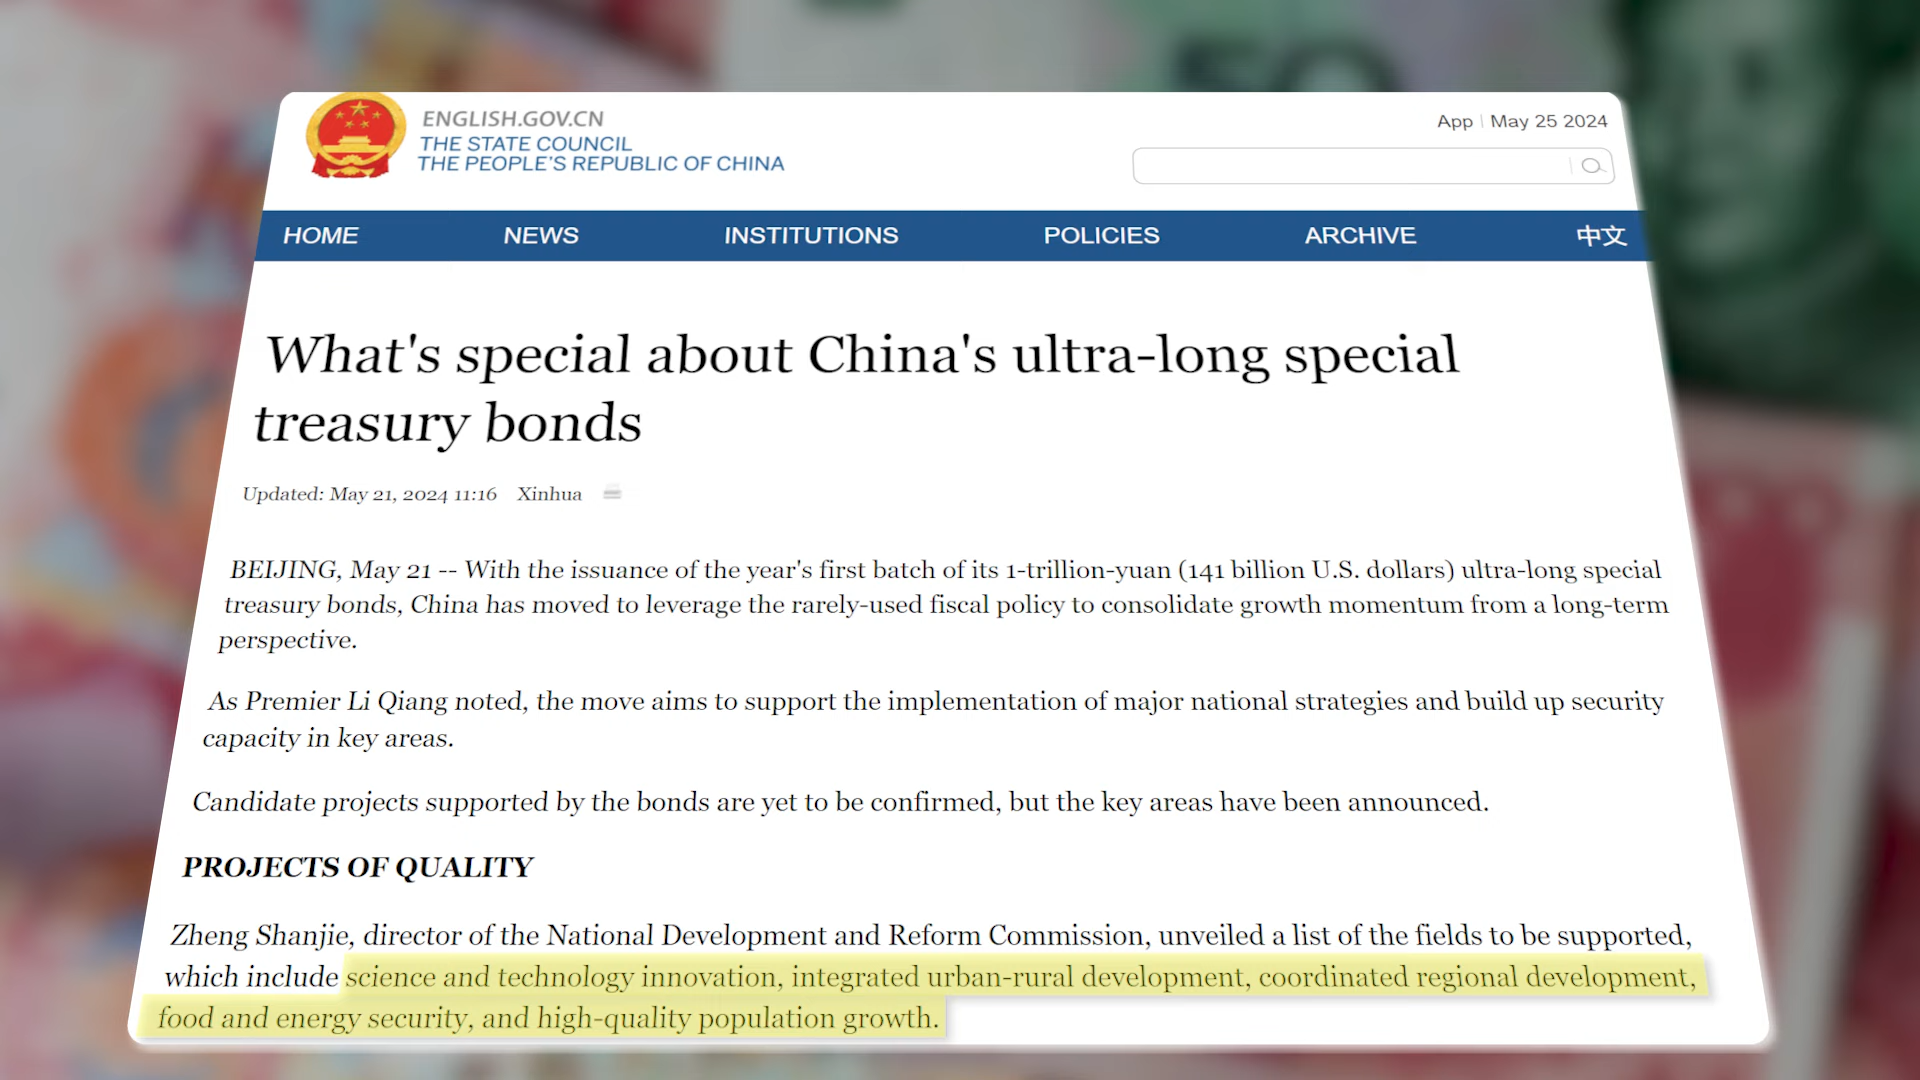 50
ENGLISH.GOV.CN
THE STATE COUNCIL
THE PEOPLE'S REPUBLIC OF CHINA
App | May 25 2024
HOME NEWS INSTITUTIONS POLICIES ARCHIVE 中文
What's special about China's ultra-long special
treasury bonds
Updated: May 21, 2024 11:16 Xinhua
BEIJING, May 21 -- With the issuance of the year's first batch of its 1-trillion-yuan (141 billion U.S. dollars) ultra-long special
treasury bonds, China has moved to leverage the rarely-used fiscal policy to consolidate growth momentum from a long-term
perspective.
As Premier Li Qiang noted, the move aims to support the implementation of major national strategies and build up security
capacity in key areas.
Candidate projects supported by the bonds are yet to be confirmed, but the key areas have been announced.
PROJECTS OF QUALITY
Zheng Shanjie, director of the National Development and Reform Commission, unveiled a list of the fields to be supported,
which include science and technology innovation, integrated urban-rural development, coordinated regional development,
food and energy security, and high-quality population growth.